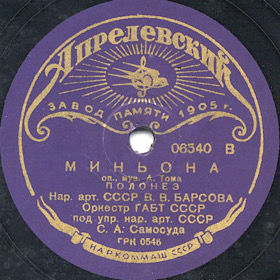 Апрелевский
ЗАВОД ПАМЯТИ 1905 г.
06340 В
МИНЬОНА
оп., муз. А. Тома
ПОЛОНЕЗ
Нар. арт. СССР В. В. БАРСОВА
Оркестр ГАБТ СССР
под упр. нар. арт. СССР
С. А. Самосуда
ГРК 0546
НАРКОММАШ СССР